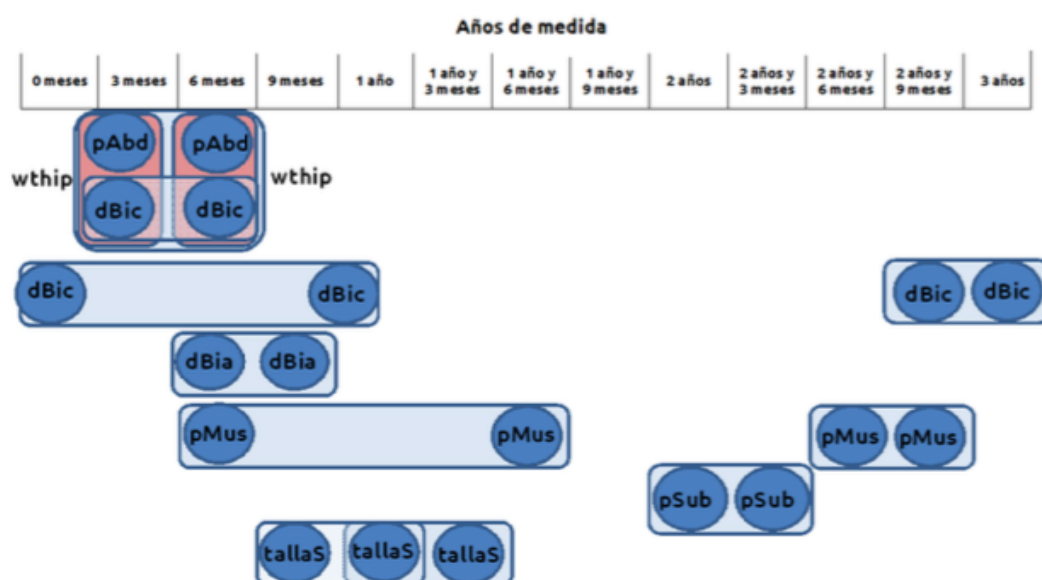 Años de medida
0 meses 3 meses 6 meses 9 meses 1 año 1 año y 3 meses 1 año y 6 meses 1 año y 9 meses 2 años 2 años y 3 meses 2 años y 6 meses 2 años y 9 meses 3 años
pAbd pAbd
wthip wthip
dBic dBic
dBic dBic dBic dBic
dBia dBia
pMus pMus pMus pMus
pSub pSub
tallaS tallaS tallaS